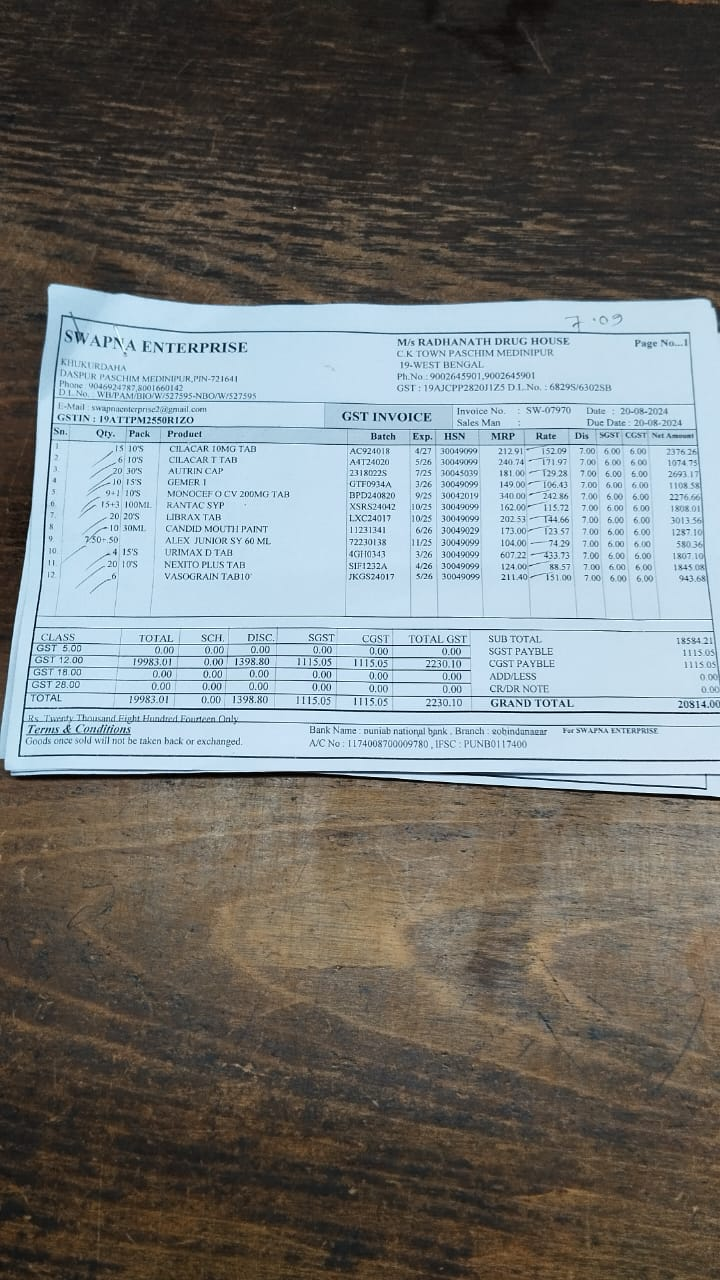 7.09
SWAPNA ENTERPRISE
KHUKURDAHA
DASPUR PASCHIM MEDINIPUR,PIN-721641
Phone : 9046924787,8001660142
D.L.No. : WB/PAM/BIO/W/527595-NBO/W/527595
E-Mail : swapnaenterprise2@gmail.com
GSTIN : 19ATTPM2550R1ZO
M/s RADHANATH DRUG HOUSE Page No...1
C.K TOWN PASCHIM MEDINIPUR
19-WEST BENGAL
Ph.No.: 9002645901,9002645901
GST : 19AJCPP2820J1Z5 D.L.No. : 6829S/6302SB
GST INVOICE
Invoice No. : SW-07970 Date : 20-08-2024
Sales Man : Due Date : 20-08-2024
Sn. Qty. Pack Product Batch Exp. HSN MRP Rate Dis SGST CGST Net Amount
1. 15 10'S CILACAR 10MG TAB AC924018 4/27 30049099 212.91 152.09 7.00 6.00 6.00 2376.26
2. 6 10'S CILACAR T TAB A4T24020 5/26 30049099 240.74 171.97 7.00 6.00 6.00 1074.75
3. 20 30'S AUTRIN CAP 2318022S 7/25 30045039 181.00 129.28 7.00 6.00 6.00 2693.17
4. 10 15'S GEMER 1 GTF0934A 3/26 30049099 149.00 106.43 7.00 6.00 6.00 1108.58
5. 9+1 10'S MONOCEF O CV 200MG TAB BPD240820 9/25 30042019 340.00 242.86 7.00 6.00 6.00 2276.66
6. 15+3 100ML RANTAC SYP XSRS24042 10/25 30049099 162.00 115.72 7.00 6.00 6.00 1808.01
7. 20 20'S LIBRAX TAB LXC24017 10/25 30049099 202.53 144.66 7.00 6.00 6.00 3013.56
8. 10 30ML CANDID MOUTH PAINT 11231341 6/26 30049029 173.00 123.57 7.00 6.00 6.00 1287.10
9. 7.50+.50 ALEX JUNIOR SY 60 ML 72230138 11/25 30049099 104.00 74.29 7.00 6.00 6.00 580.36
10. 4 15'S URIMAX D TAB 4GH0343 3/26 30049099 607.22 433.73 7.00 6.00 6.00 1807.10
11. 20 10'S NEXITO PLUS TAB SIF1232A 4/26 30049099 124.00 88.57 7.00 6.00 6.00 1845.08
12. 6 VASOGRAIN TAB10' JKGS24017 5/26 30049099 211.40 151.00 7.00 6.00 6.00 943.68
CLASS TOTAL SCH. DISC. SGST CGST TOTAL GST
GST 5.00 0.00 0.00 0.00 0.00 0.00 0.00
GST 12.00 19983.01 0.00 1398.80 1115.05 1115.05 2230.10
GST 18.00 0.00 0.00 0.00 0.00 0.00 0.00
GST 28.00 0.00 0.00 0.00 0.00 0.00 0.00
TOTAL 19983.01 0.00 1398.80 1115.05 1115.05 2230.10
SUB TOTAL 18584.21
SGST PAYBLE 1115.05
CGST PAYBLE 1115.05
ADD/LESS 0.00
CR/DR NOTE 0.00
GRAND TOTAL 20814.00
Rs. Twenty Thousand Eight Hundred Fourteen Only
Terms & Conditions
Goods once sold will not be taken back or exchanged.
Bank Name : punjab national bank , Branch : gobindanagar
A/C No : 1174008700009780 , IFSC : PUNB0117400
For SWAPNA ENTERPRISE